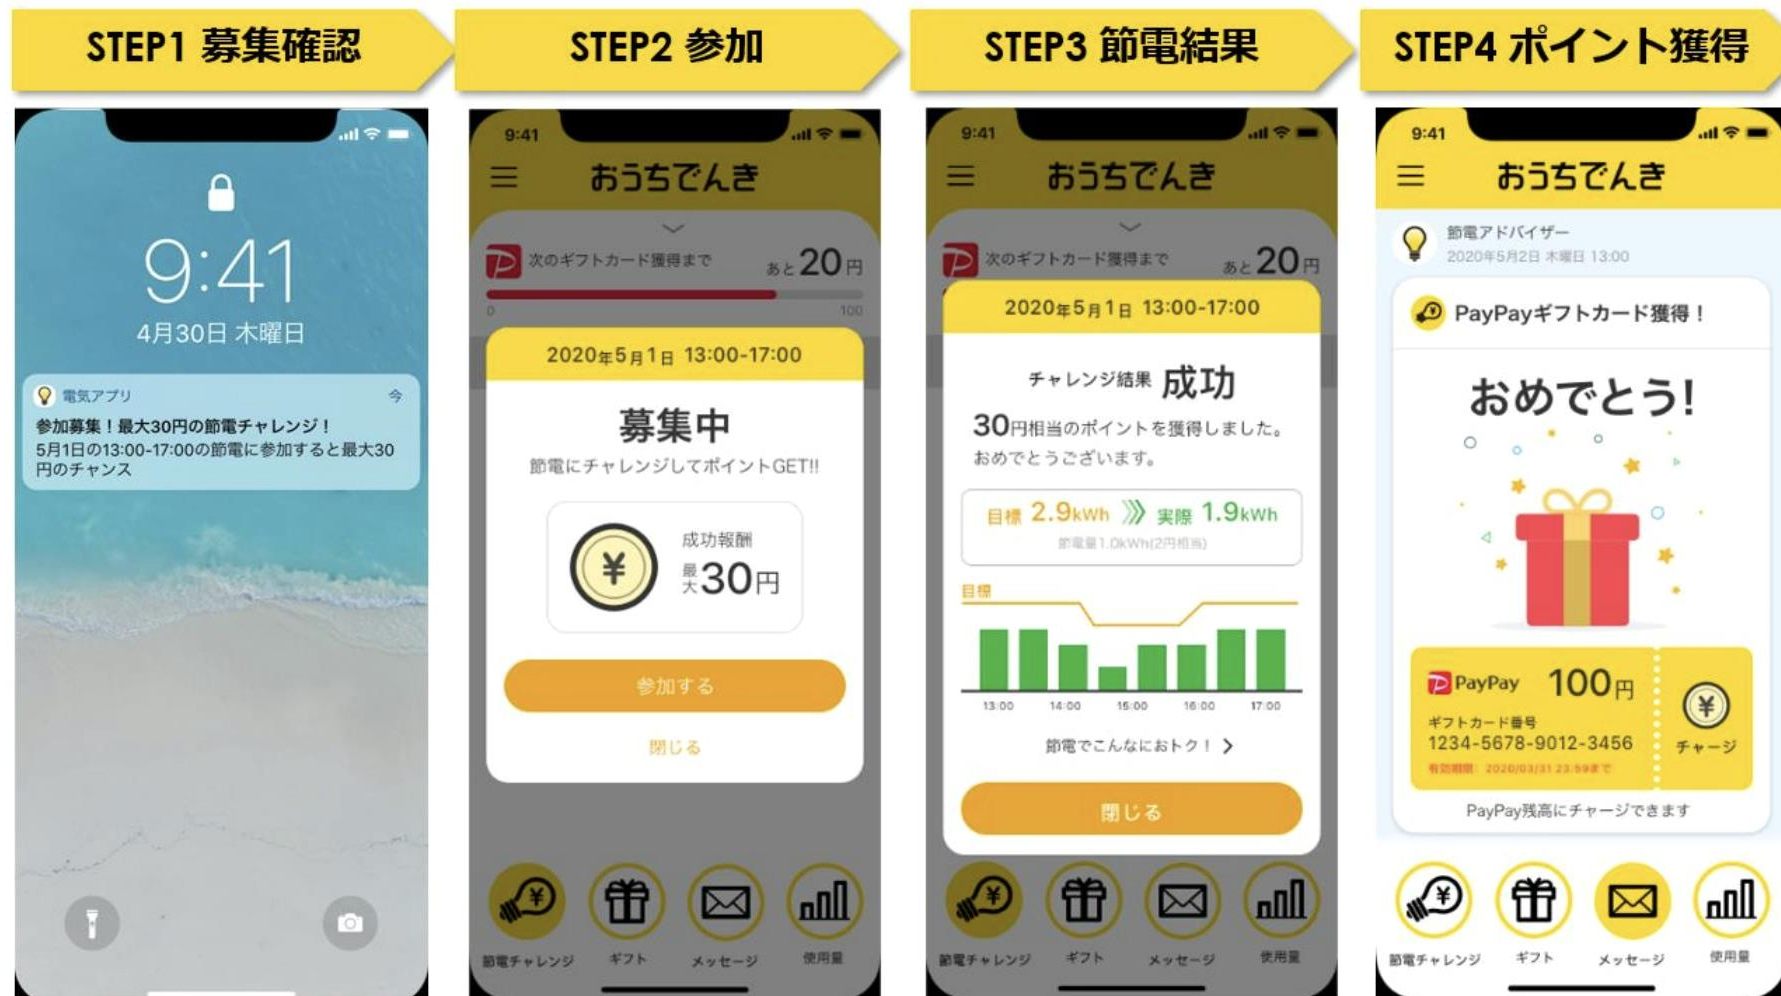 STEP1 募集確認
STEP2 参加
STEP3 節電結果
STEP4 ポイント獲得
9:41
4月30日 木曜日
電気アプリ
今
参加募集！最大30円の節電チャレンジ！
5月1日の13:00-17:00の節電に参加すると最大30
円のチャンス
9:41
おうちでんき
次のギフトカード獲得まで
あと20円
0
100
2020年5月1日 13:00-17:00
募集中
節電にチャレンジしてポイントGET!!
¥
成功報酬
最大30円
参加する
閉じる
¥
節電チャレンジ
ギフト
メッセージ
使用量
9:41
おうちでんき
次のギフトカード獲得まで
あと20円
2020年5月1日 13:00-17:00
チャレンジ結果 成功
30円相当のポイントを獲得しました。
おめでとうございます。
目標 2.9kWh 実際 1.9kWh
節電量1.0kWh(2円相当)
目標
13:00
14:00
15:00
16:00
17:00
節電でこんなにおトク！
閉じる
¥
節電チャレンジ
ギフト
メッセージ
使用量
9:41
おうちでんき
節電アドバイザー
2020年5月2日 木曜日 13:00
PayPayギフトカード獲得！
おめでとう!
PayPay 100円
ギフトカード番号
1234-5678-9012-3456
有効期限：2020/03/31 23:59まで
¥
チャージ
PayPay残高にチャージできます
¥
節電チャレンジ
ギフト
メッセージ
使用量